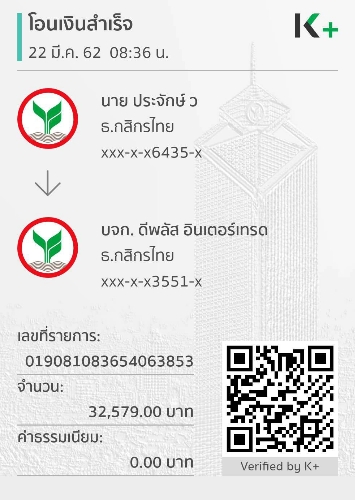 โอนเงินสำเร็จ
22 มี.ค. 62 08:36 น.
K+
นาย ประจักษ์ ว
ธ.กสิกรไทย
xxx-x-x6435-x
บจก. ดีพลัส อินเตอร์เทรด
ธ.กสิกรไทย
xxx-x-x3551-x
เลขที่รายการ:
019081083654063853
จำนวน:
32,579.00 บาท
ค่าธรรมเนียม:
0.00 บาท
Verified by K+